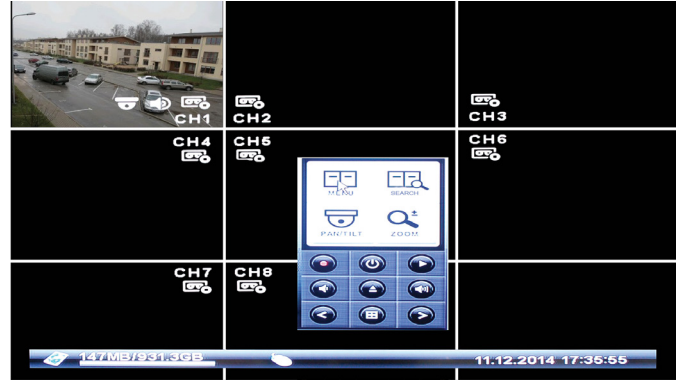 CH1
CH2
CH3
CH4
CH5
CH6
MENU
SEARCH
PAN/TILT
ZOOM
CH7
CH8
147MB/931.3GB
11.12.2014 17:35:55